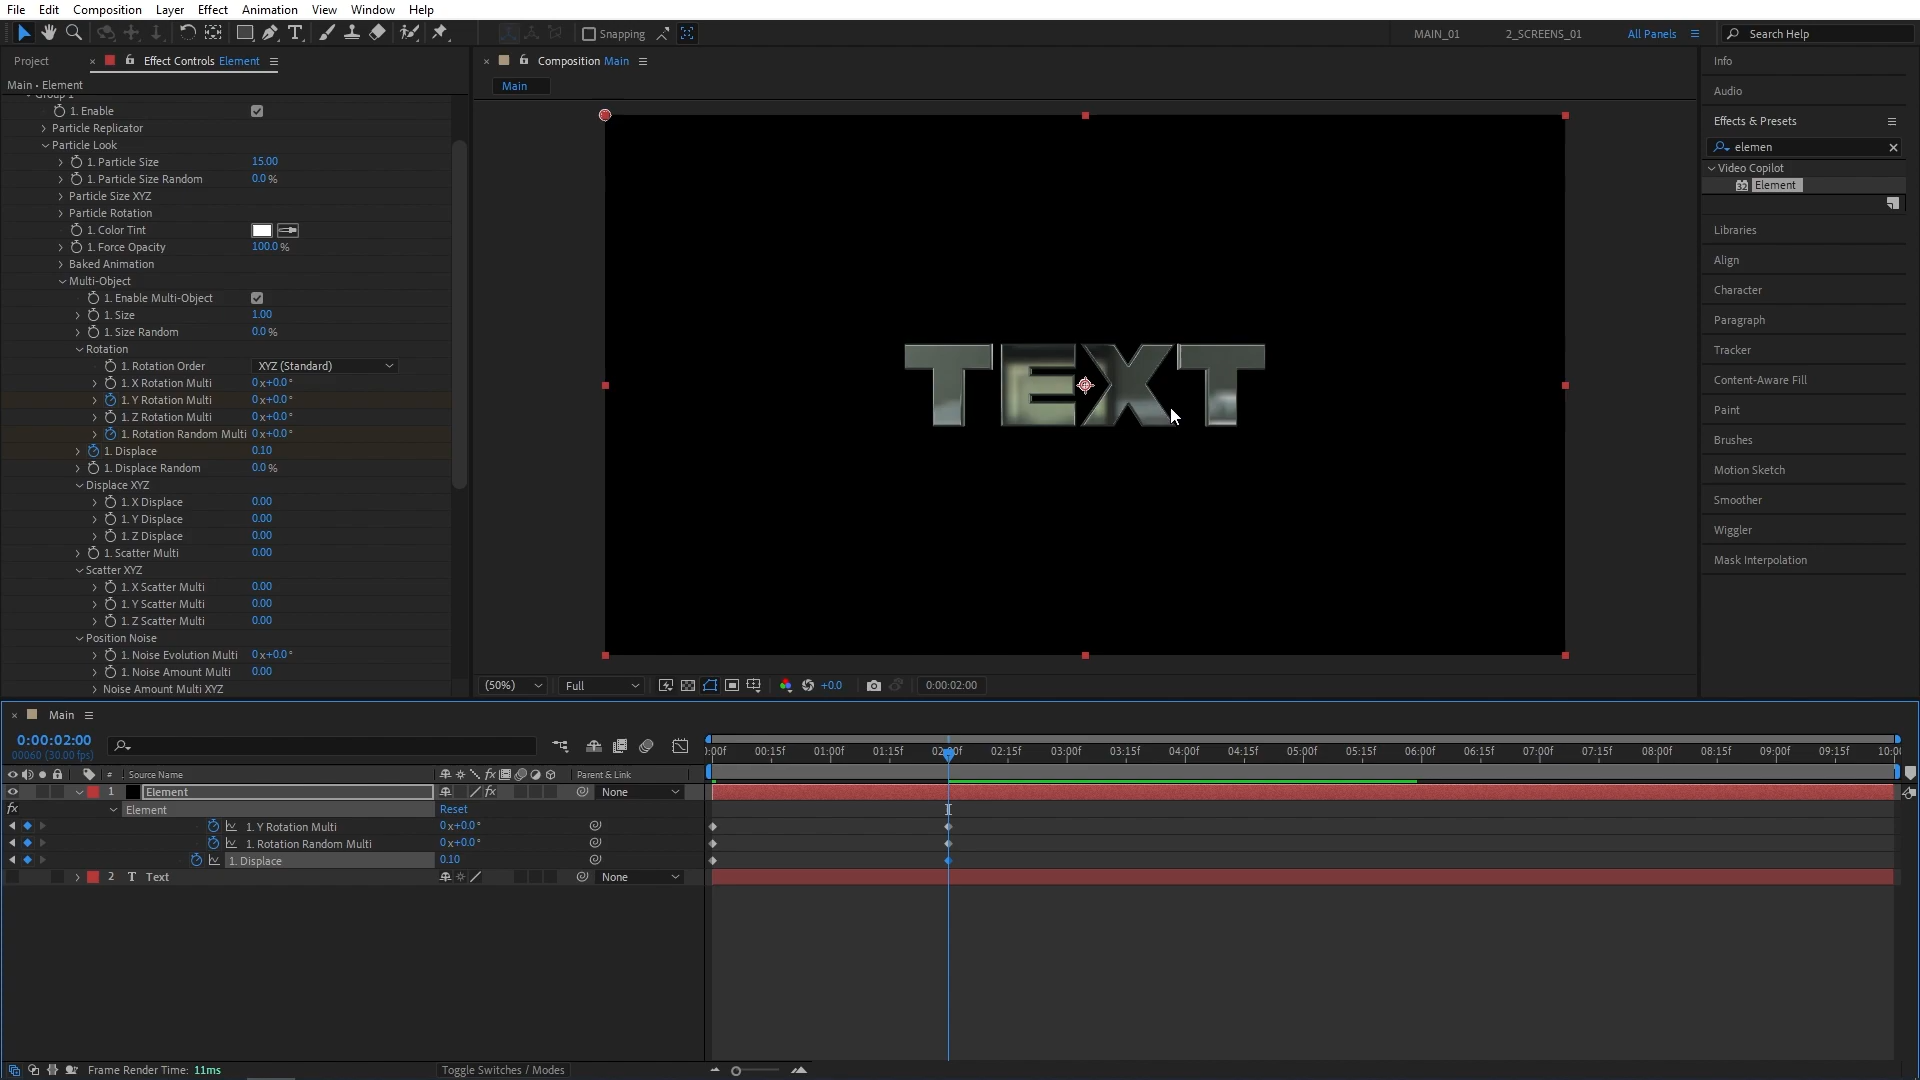 File Edit Composition Layer Effect Animation View Window Help
Snapping
MAIN_01 2_SCREENS_01 All Panels Search Help
Project Effect Controls Element
Main • Element
Group 1
1. Enable
Particle Replicator
Particle Look
1. Particle Size 15.00
1. Particle Size Random 0.0 %
Particle Size XYZ
Particle Rotation
1. Color Tint
1. Force Opacity 100.0 %
Baked Animation
Multi-Object
1. Enable Multi-Object
1. Size 1.00
1. Size Random 0.0 %
Rotation
1. Rotation Order XYZ (Standard)
1. X Rotation Multi 0 x+0.0 °
1. Y Rotation Multi 0 x+0.0 °
1. Z Rotation Multi 0 x+0.0 °
1. Rotation Random Multi 0 x+0.0 °
1. Displace 0.10
1. Displace Random 0.0 %
Displace XYZ
1. X Displace 0.00
1. Y Displace 0.00
1. Z Displace 0.00
1. Scatter Multi 0.00
Scatter XYZ
1. X Scatter Multi 0.00
1. Y Scatter Multi 0.00
1. Z Scatter Multi 0.00
Position Noise
1. Noise Evolution Multi 0 x+0.0 °
1. Noise Amount Multi 0.00
Noise Amount Multi XYZ
Composition Main
Main
TEXT
(50%) Full +0.0 0:00:02:00
Info
Audio
Effects & Presets
elemen
Video Copilot
32 Element
Libraries
Align
Character
Paragraph
Tracker
Content-Aware Fill
Paint
Brushes
Motion Sketch
Smoother
Wiggler
Mask Interpolation
Main
0:00:02:00
00060 (30.00 fps)
):00f 00:15f 01:00f 01:15f 02:00f 02:15f 03:00f 03:15f 04:00f 04:15f 05:00f 05:15f 06:00f 06:15f 07:00f 07:15f 08:00f 08:15f 09:00f 09:15f 10:0(
# Source Name fx Parent & Link
1 Element fx None
fx Element Reset
1. Y Rotation Multi 0 x+0.0 °
1. Rotation Random Multi 0 x+0.0 °
1. Displace 0.10
2 T Text None
Frame Render Time: 11ms Toggle Switches / Modes